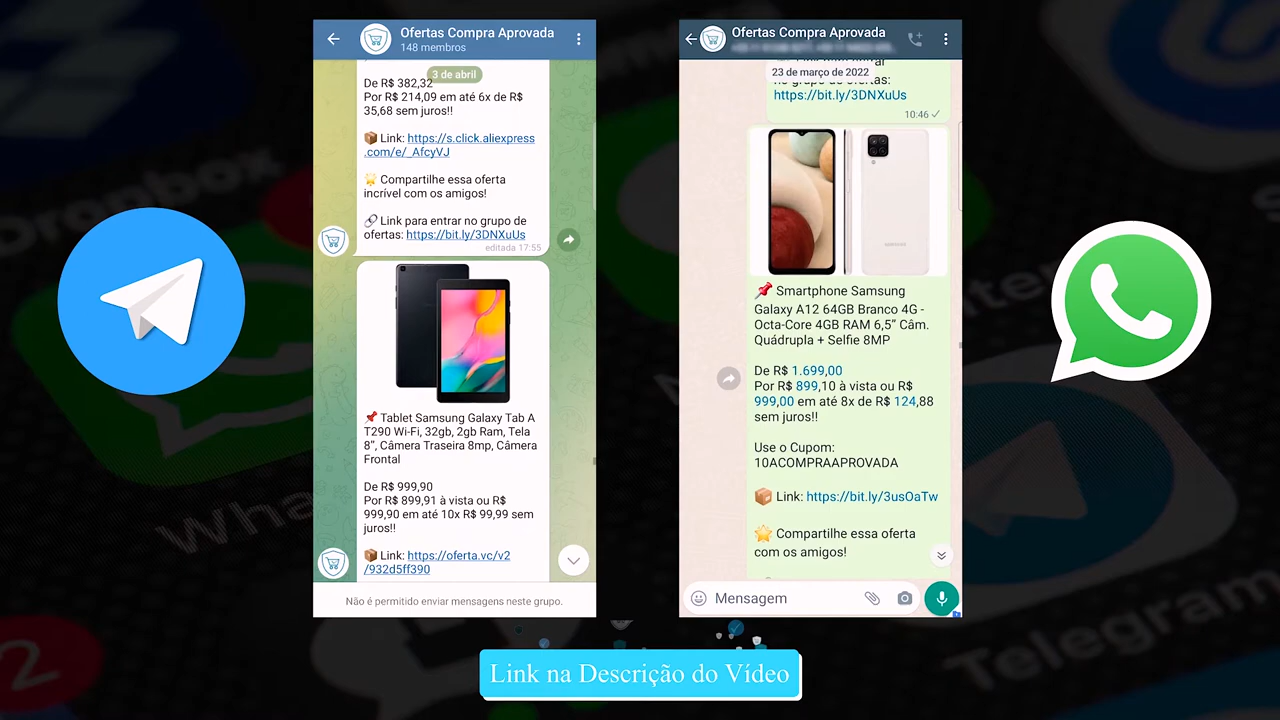 Ofertas Compra Aprovada
148 membros
3 de abril
De R$ 382,32
Por R$ 214,09 em até 6x de R$
35,68 sem juros!!
📦 Link: https://s.click.aliexpress
.com/e/_AfcyVJ
🌟 Compartilhe essa oferta
incrível com os amigos!
🔗 Link para entrar no grupo de
ofertas: https://bit.ly/3DNXuUs
editada 17:55
📌 Tablet Samsung Galaxy Tab A
T290 Wi-Fi, 32gb, 2gb Ram, Tela
8", Câmera Traseira 8mp, Câmera
Frontal
De R$ 999,90
Por R$ 899,91 à vista ou R$
999,90 em até 10x R$ 99,99 sem
juros!!
📦 Link: https://oferta.vc/v2
/932d5ff390
Não é permitido enviar mensagens neste grupo.
Ofertas Compra Aprovada
23 de março de 2022
no grupo de ofertas:
https://bit.ly/3DNXuUs
10:46
SAMSUNG
📌 Smartphone Samsung
Galaxy A12 64GB Branco 4G -
Octa-Core 4GB RAM 6,5” Câm.
Quádrupla + Selfie 8MP
De R$ 1.699,00
Por R$ 899,10 à vista ou R$
999,00 em até 8x de R$ 124,88
sem juros!!
Use o Cupom:
10ACOMPRAAPROVADA
📦 Link: https://bit.ly/3usOaTw
🌟 Compartilhe essa oferta
com os amigos!
Mensagem
Dropbox
Telegram
2
Link na Descrição do Vídeo